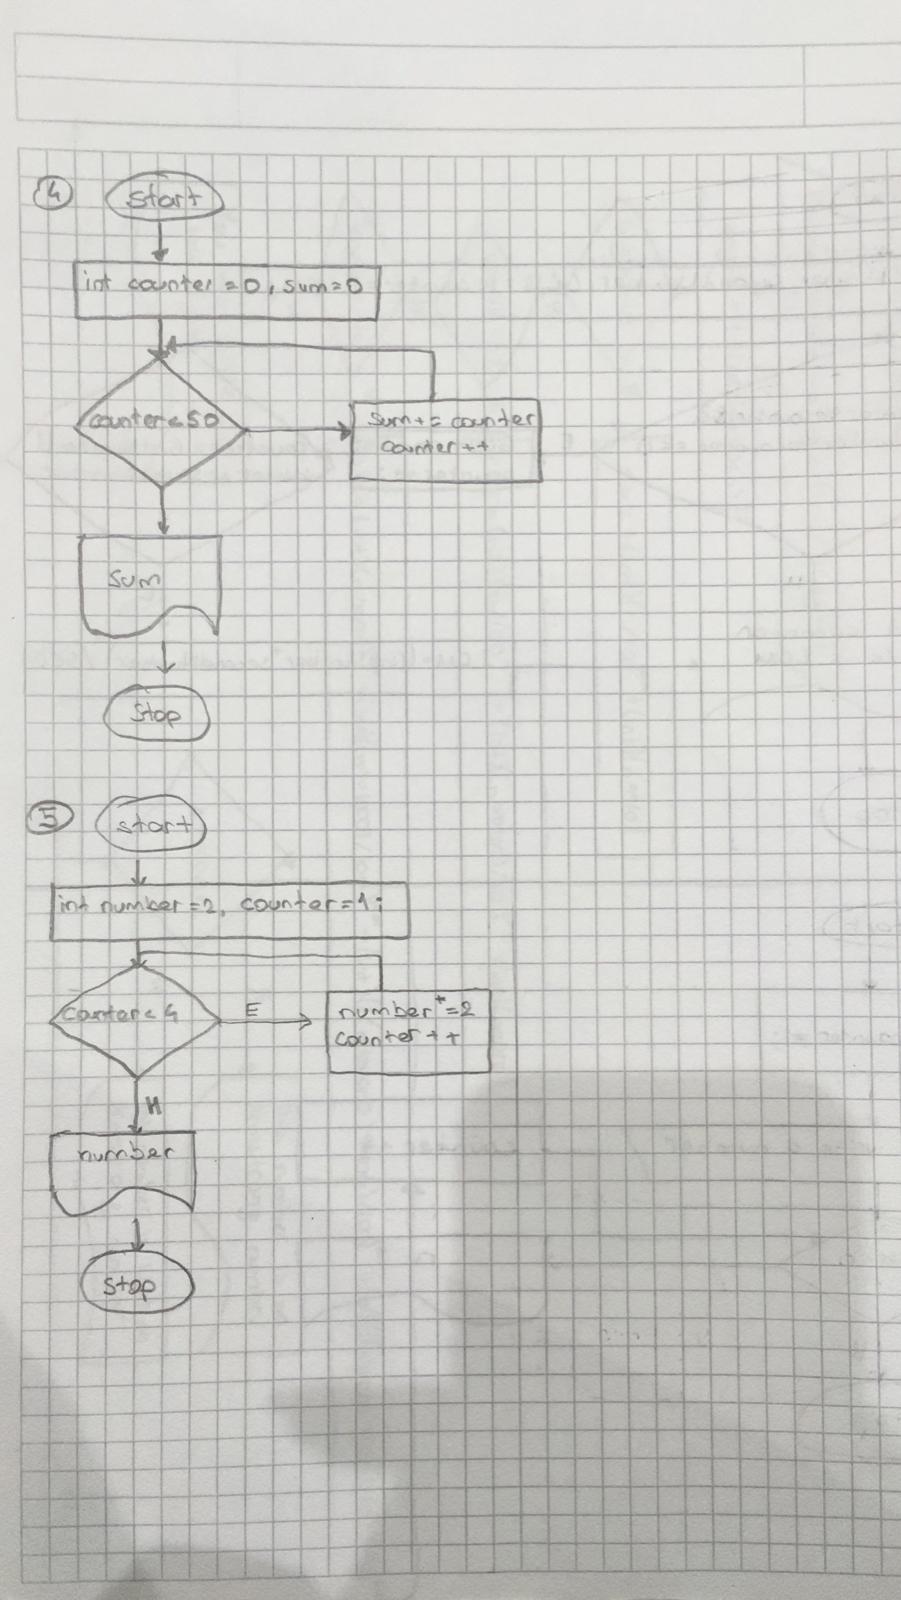 4
start
int counter = 0, sum=0
counter < 50
sum += counter
counter ++
sum
stop
5
start
int number = 2, counter = 1;
counter < 4
E
number *= 2
counter ++
H
number
stop